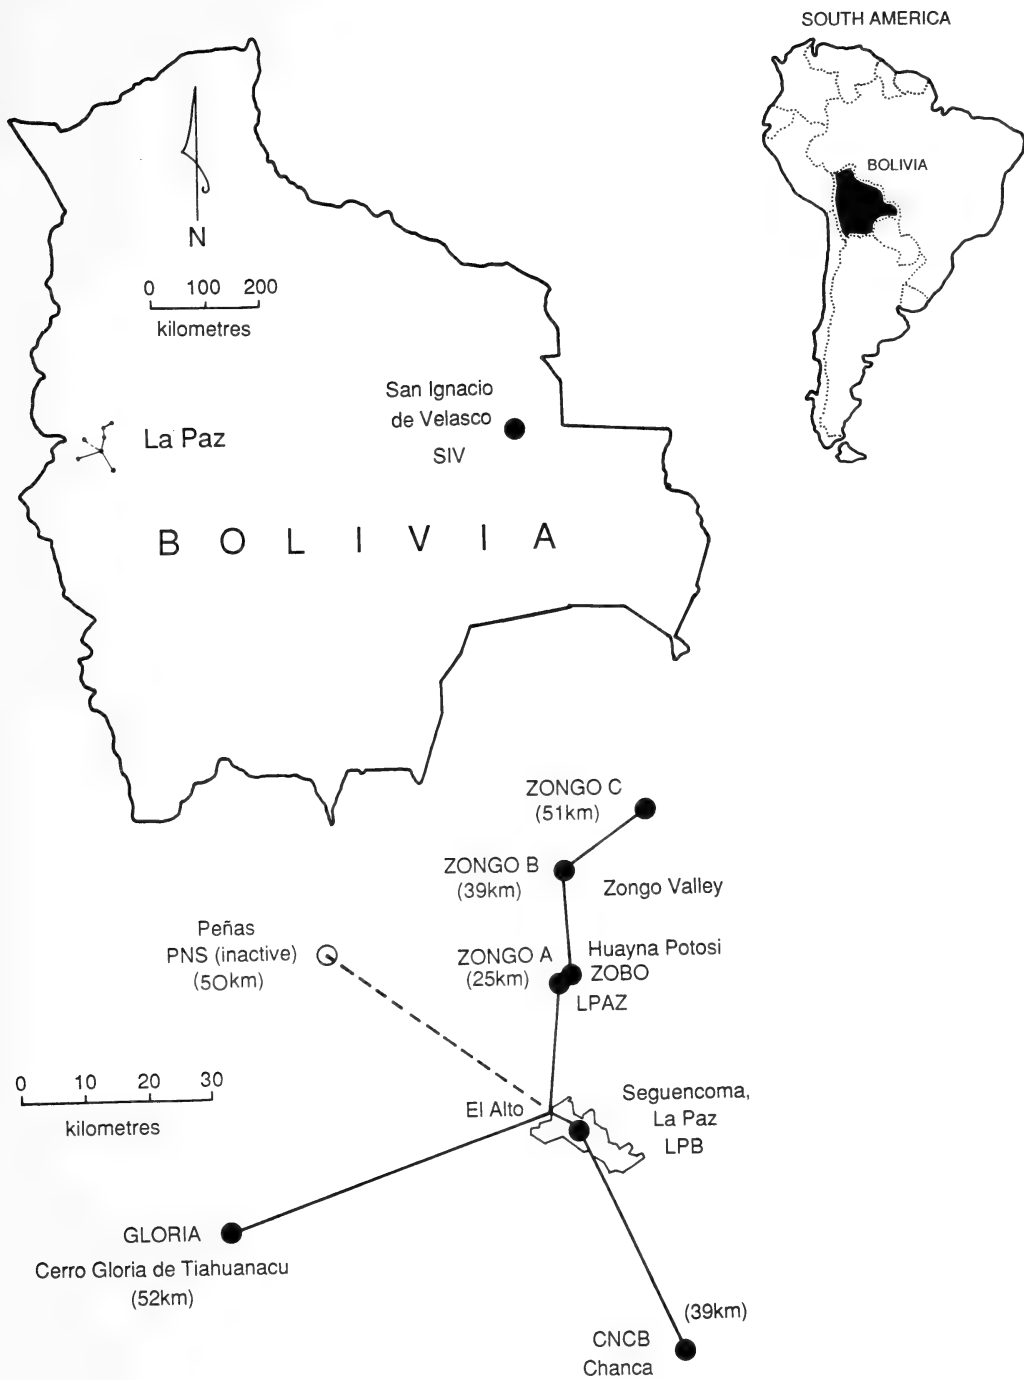 SOUTH AMERICA
BOLIVIA
N
0 100 200
kilometres
San Ignacio
de Velasco
SIV
La Paz
B O L I V I A
ZONGO C
(51km)
ZONGO B
(39km)
Zongo Valley
Peñas
PNS (inactive)
(50km)
ZONGO A
(25km)
Huayna Potosi
ZOBO
LPAZ
0 10 20 30
kilometres
El Alto
Seguencoma,
La Paz
LPB
GLORIA
Cerro Gloria de Tiahuanacu
(52km)
(39km)
CNCB
Chanca